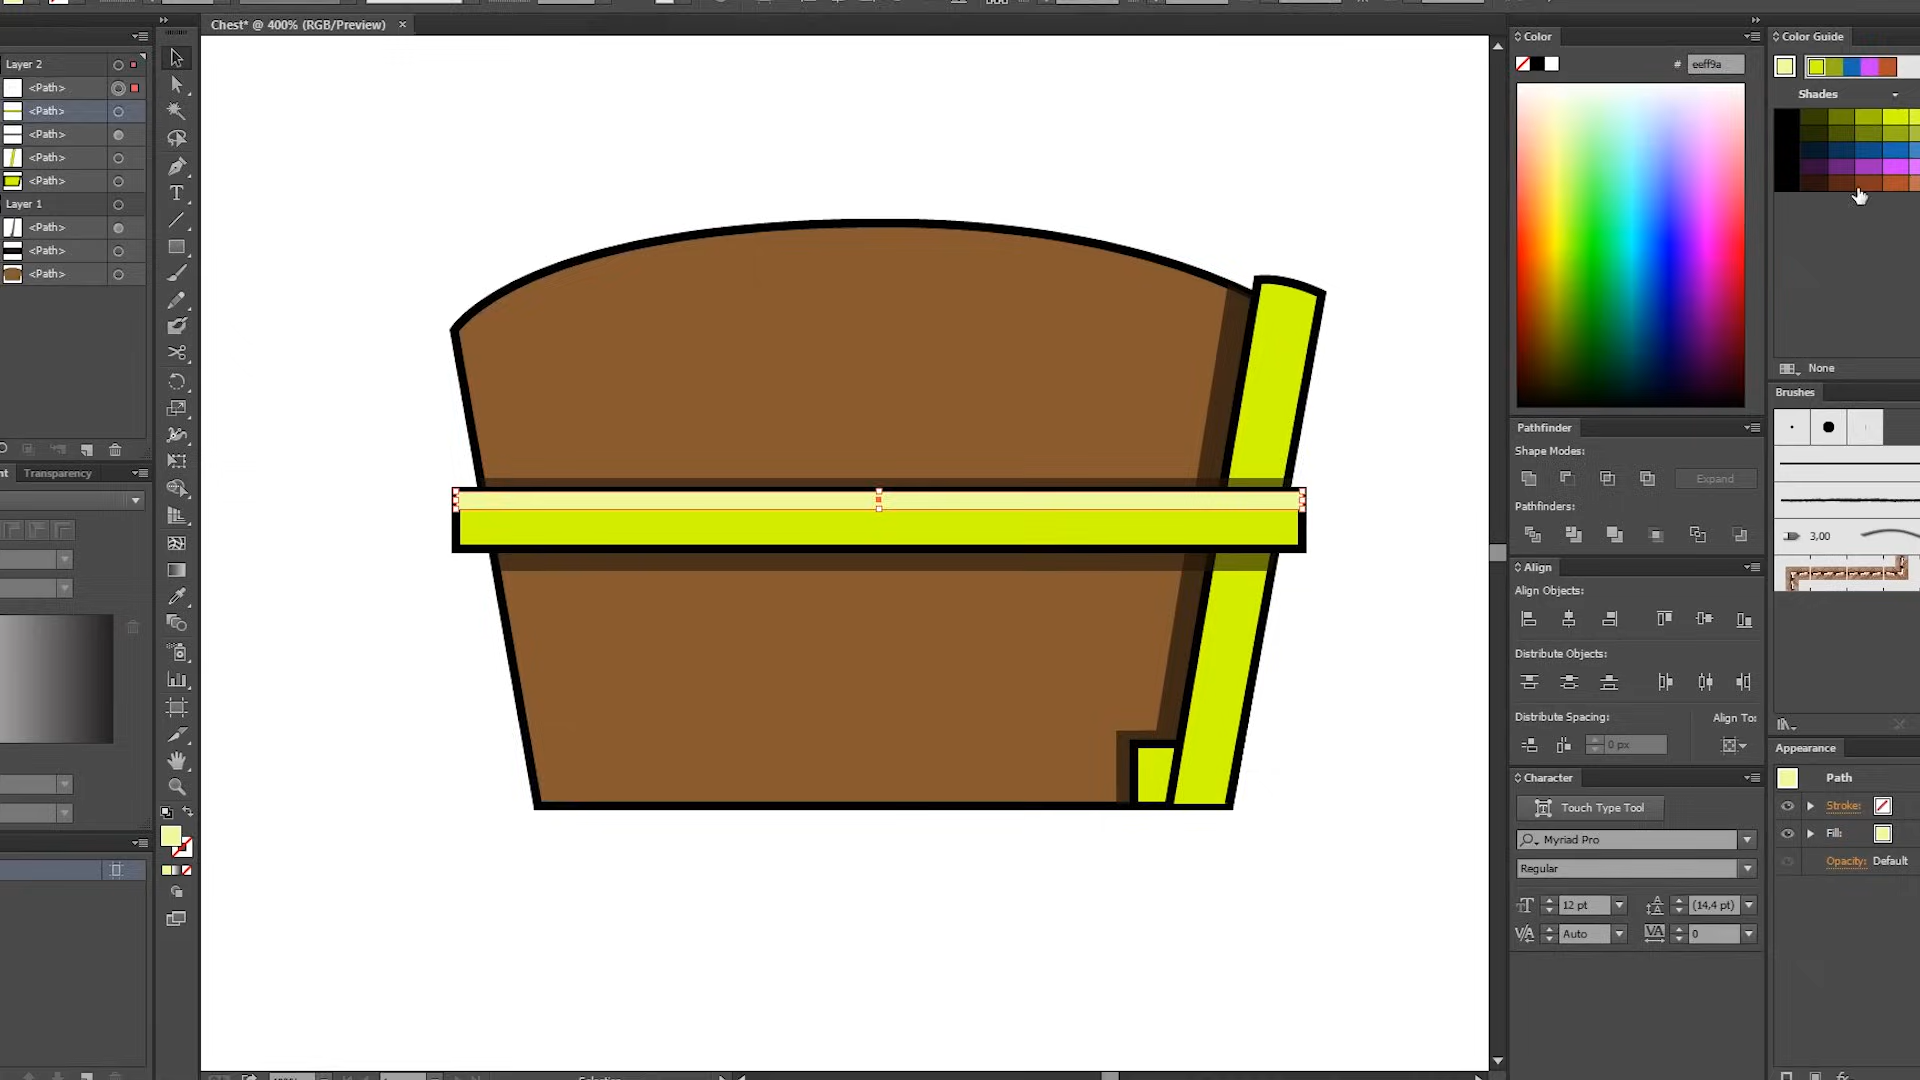 Chest* @ 400% (RGB/Preview) ×
Layer 2
<Path>
<Path>
<Path>
<Path>
<Path>
Layer 1
<Path>
<Path>
<Path>
nt Transparency
Color
# eeff9a
Color Guide
Shades
None
Brushes
3,00
Pathfinder
Shape Modes:
Expand
Pathfinders:
Align
Align Objects:
Distribute Objects:
Distribute Spacing:
Align To:
0 px
Character
Touch Type Tool
Myriad Pro
Regular
12 pt
(14,4 pt)
Auto
0
Appearance
Path
Stroke:
Fill:
Opacity: Default